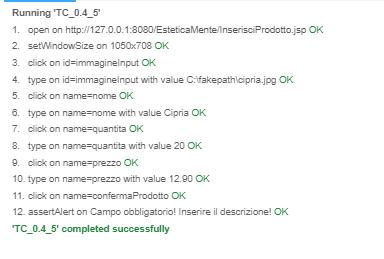 Running 'TC_0.4_5'
1. open on http://127.0.0.1:8080/EsteticaMente/InserisciProdotto.jsp OK
2. setWindowSize on 1050x708 OK
3. click on id=immagineInput OK
4. type on id=immagineInput with value C:\fakepath\cipria.jpg OK
5. click on name=nome OK
6. type on name=nome with value Cipria OK
7. click on name=quantita OK
8. type on name=quantita with value 20 OK
9. click on name=prezzo OK
10. type on name=prezzo with value 12.90 OK
11. click on name=confermaProdotto OK
12. assertAlert on Campo obbligatorio! Inserire il descrizione! OK
'TC_0.4_5' completed successfully